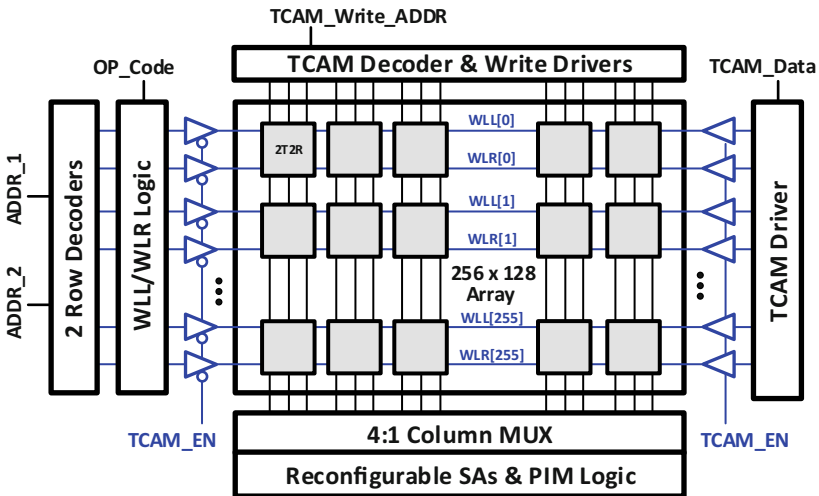 TCAM_Write_ADDR
OP_Code
TCAM Decoder & Write Drivers
TCAM_Data
ADDR_1
ADDR_2
2 Row Decoders
WLL/WLR Logic
2T2R
WLL[0]
WLR[0]
WLL[1]
WLR[1]
256 x 128
Array
WLL[255]
WLR[255]
TCAM Driver
TCAM_EN
4:1 Column MUX
TCAM_EN
Reconfigurable SAs & PIM Logic